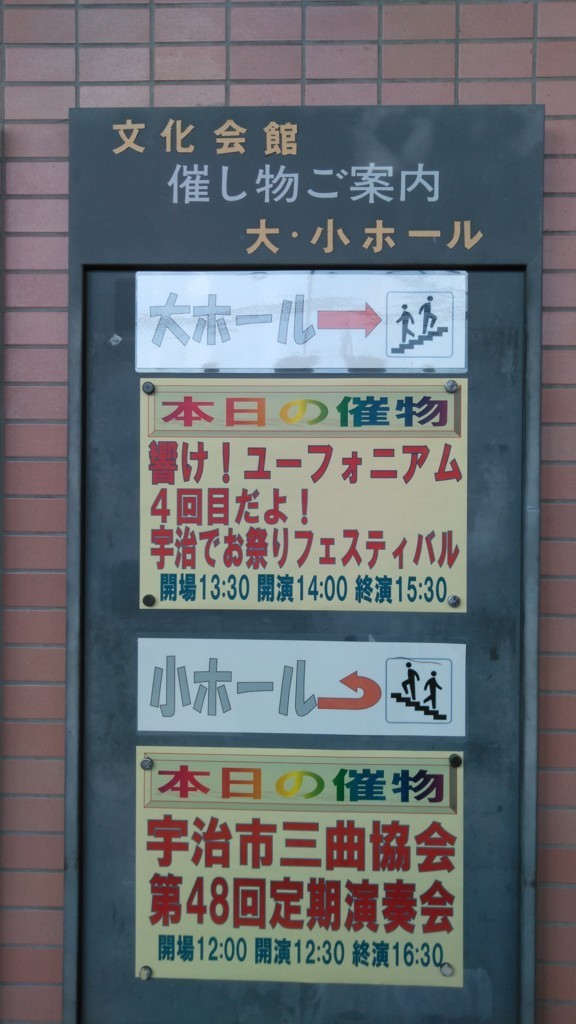 文化会館
催し物ご案内
大・小ホール
大ホール
本日の催物
響け！ユーフォニアム
4回目だよ！
宇治でお祭りフェスティバル
開場13:30 開演14:00 終演15:30
小ホール
本日の催物
宇治市三曲協会
第48回定期演奏会
開場12:00 開演12:30 終演16:30